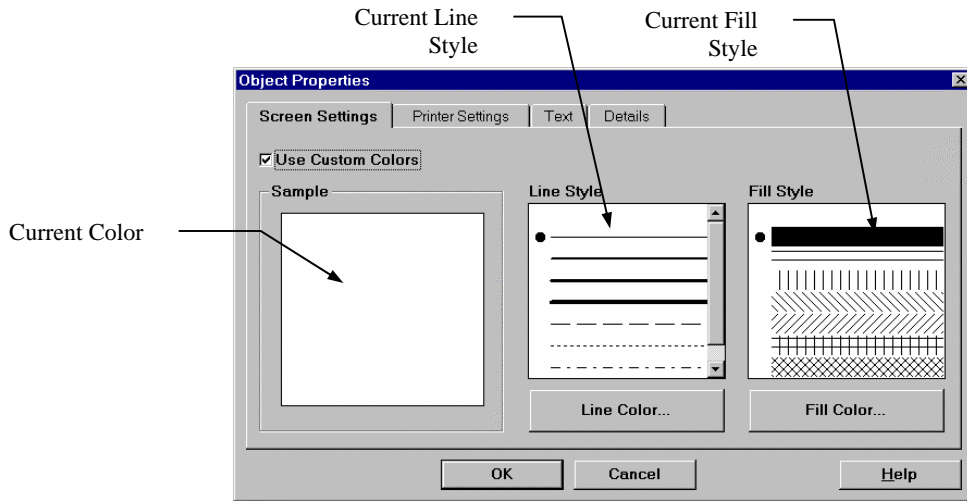 Current Line
Style
Current Fill
Style
Object Properties
Screen Settings
Printer Settings
Text
Details
Use Custom Colors
Sample
Line Style
Fill Style
Current Color
Line Color...
Fill Color...
OK
Cancel
Help